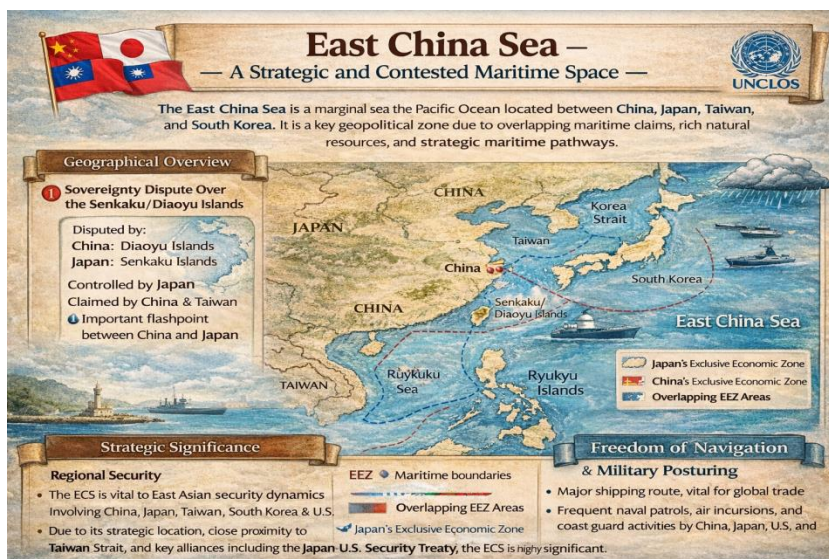 East China Sea —
— A Strategic and Contested Maritime Space —
UNCLOS
The East China Sea is a marginal sea the Pacific Ocean located between China, Japan, Taiwan,
and South Korea. It is a key geopolitical zone due to overlapping maritime claims, rich natural
resources, and strategic maritime pathways.
Geographical Overview
1 Sovereignty Dispute Over
the Senkaku/Diaoyu Islands
Disputed by:
China: Diaoyu Islands
Japan: Senkaku Islands
Controlled by Japan
Claimed by China & Taiwan
Important flashpoint
between China and Japan
CHINA
JAPAN
Korea
Strait
Taiwan
China
South Korea
CHINA
Senkaku/
Diaoyu Islands
East China Sea
TAIWAN
Sea
Ryukyu
Islands
Japan's Exclusive Economic Zone
China's Exclusive Economic Zone
Overlapping EEZ Areas
Strategic Significance
Regional Security
• The ECS is vital to East Asian security dynamics
Involving China, Japan, Taiwan, South Korea & U.S.
• Due to its strategic location, close proximity to
Taiwan Strait, and key alliances including the Japan-U.S. Security Treaty, the ECS is highly significant.
EEZ Maritime boundaries
Overlapping EEZ Areas
Japan's Exclusive Economic Zone
Freedom of Navigation
& Military Posturing
• Major shipping route, vital for global trade
• Frequent naval patrols, air incursions, and
coast guard activities by China, Japan, U.S, and